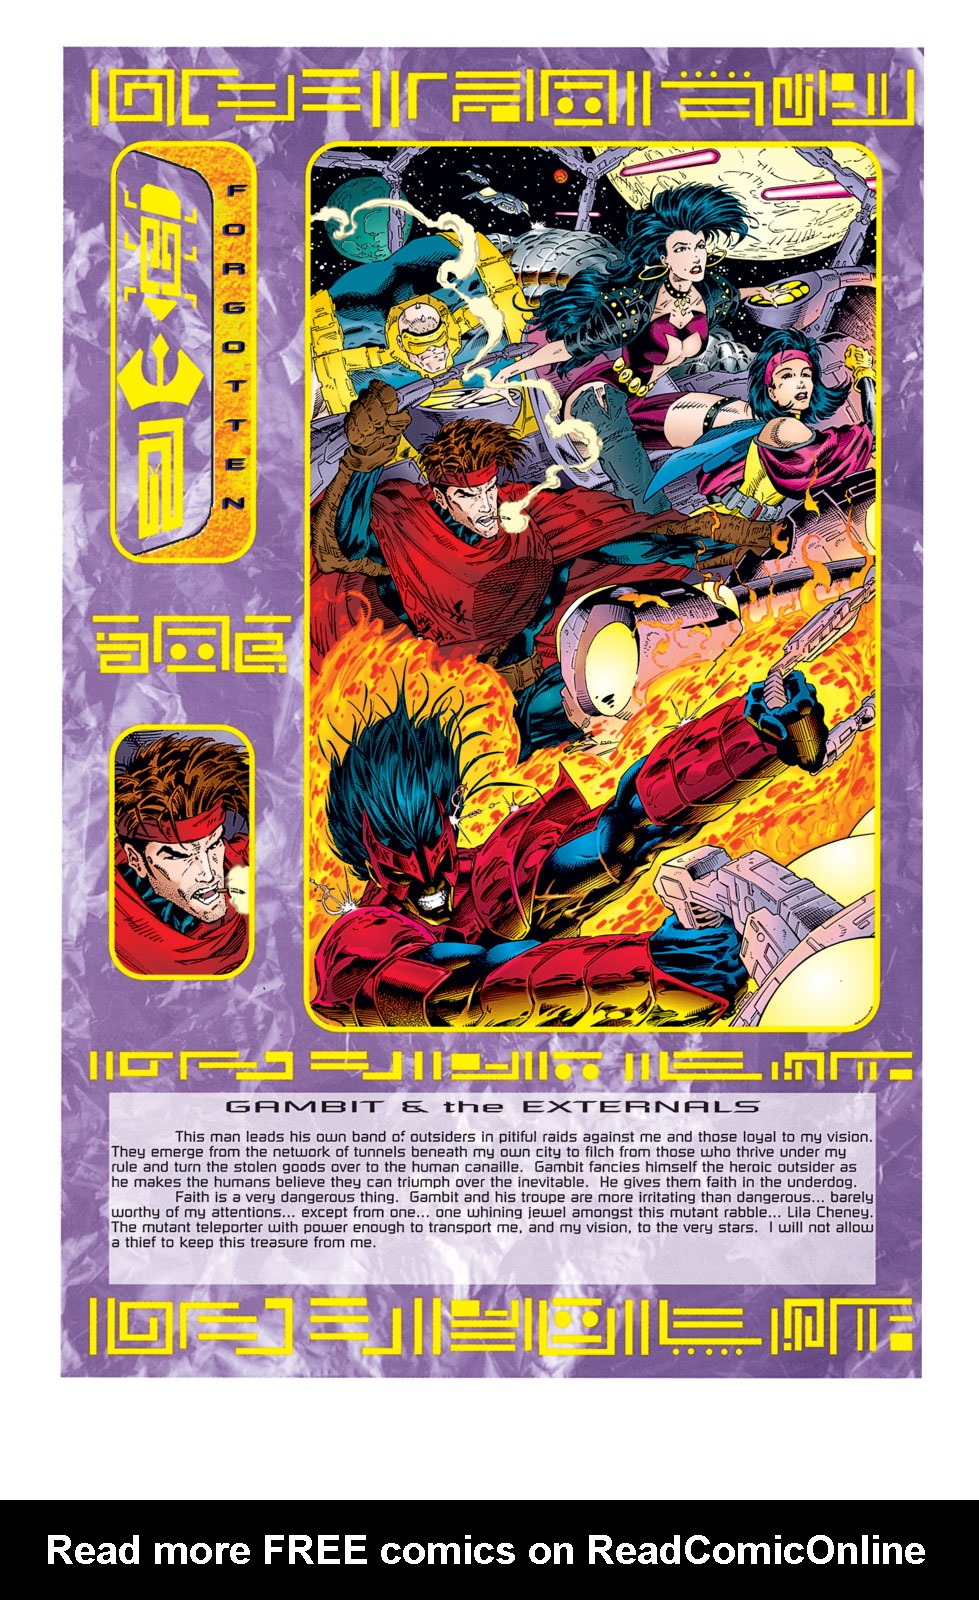 FORGOTTEN
GAMBIT & the EXTERNALS
This man leads his own band of outsiders in pitiful raids against me and those loyal to my vision.
They emerge from the network of tunnels beneath my own city to filch from those who thrive under my
rule and turn the stolen goods over to the human canaille. Gambit fancies himself the heroic outsider as
he makes the humans believe they can triumph over the inevitable. He gives them faith in the underdog.
Faith is a very dangerous thing. Gambit and his troupe are more irritating than dangerous... barely
worthy of my attentions... except from one... one whining jewel amongst this mutant rabble... Lila Cheney.
The mutant teleporter with power enough to transport me, and my vision, to the very stars. I will not allow
a thief to keep this treasure from me.
Read more FREE comics on ReadComicOnline